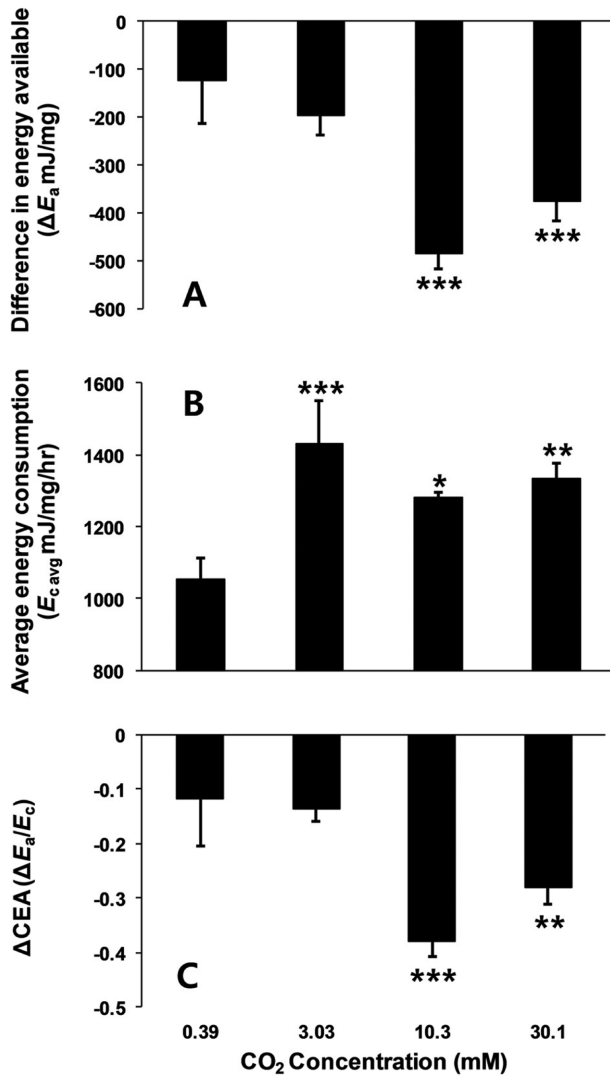 Difference in energy available
(ΔEa mJ/mg)
0
-100
-200
-300
-400
-500
-600
A
***
***
Average energy consumption
(Ec avg mJ/mg/hr)
1600
1400
1200
1000
800
B
***
*
**
ΔCEA (ΔEa/Ec)
0
-0.1
-0.2
-0.3
-0.4
-0.5
C
***
**
0.39 3.03 10.3 30.1
CO₂ Concentration (mM)